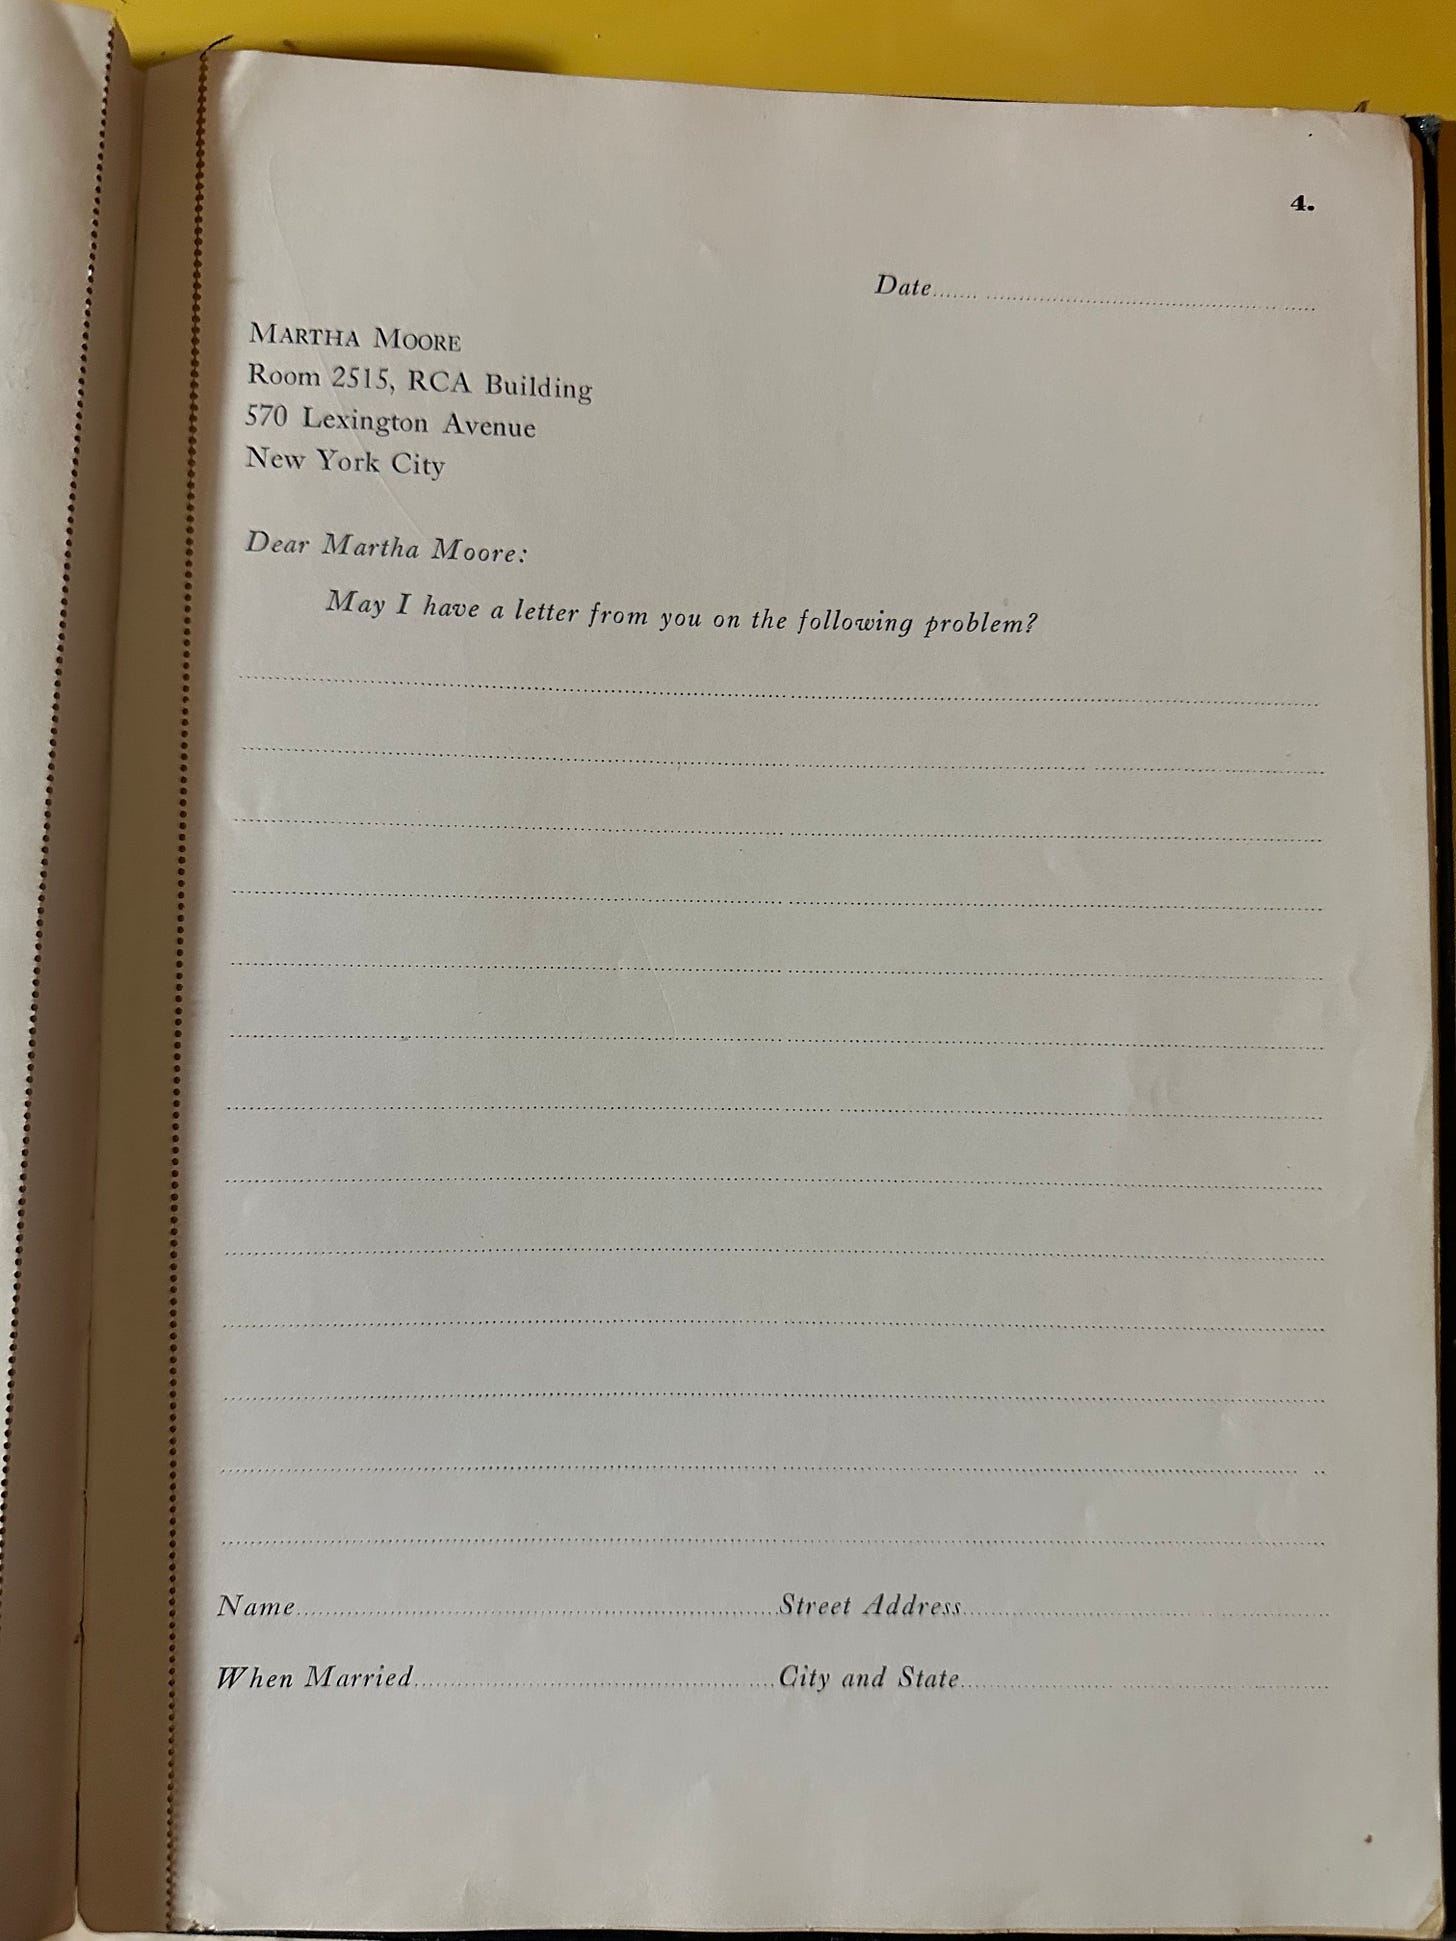 4.
Date
MARTHA MOORE
Room 2515, RCA Building
570 Lexington Avenue
New York City
Dear Martha Moore:
May I have a letter from you on the following problem?
Name Street Address
When Married City and State